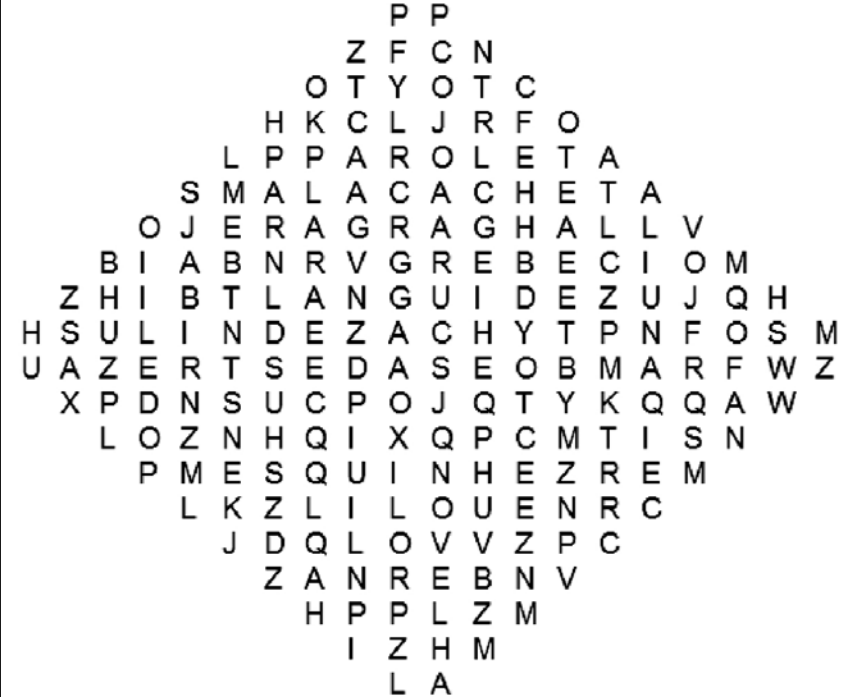 P P
Z F C N
O T Y O T C
H K C L J R F O
L P P A R O L E T A
S M A L A C A C H E T A
O J E R A G R A G H A L L V
B I A B N R V G R E B E C I O M
Z H I B T L A N G U I D E Z U J Q H
H S U L I N D E Z A C H Y T P N F O S M
U A Z E R T S E D A S E O B M A R F W Z
X P D N S U C P O J Q T Y K Q Q A W
L O Z N H Q I X Q P C M T I S N
P M E S Q U I N H E Z R E M
L K Z L I L O U E N R C
J D Q L O V V Z P C
Z A N R E B N V
H P P L Z M
I Z H M
L A